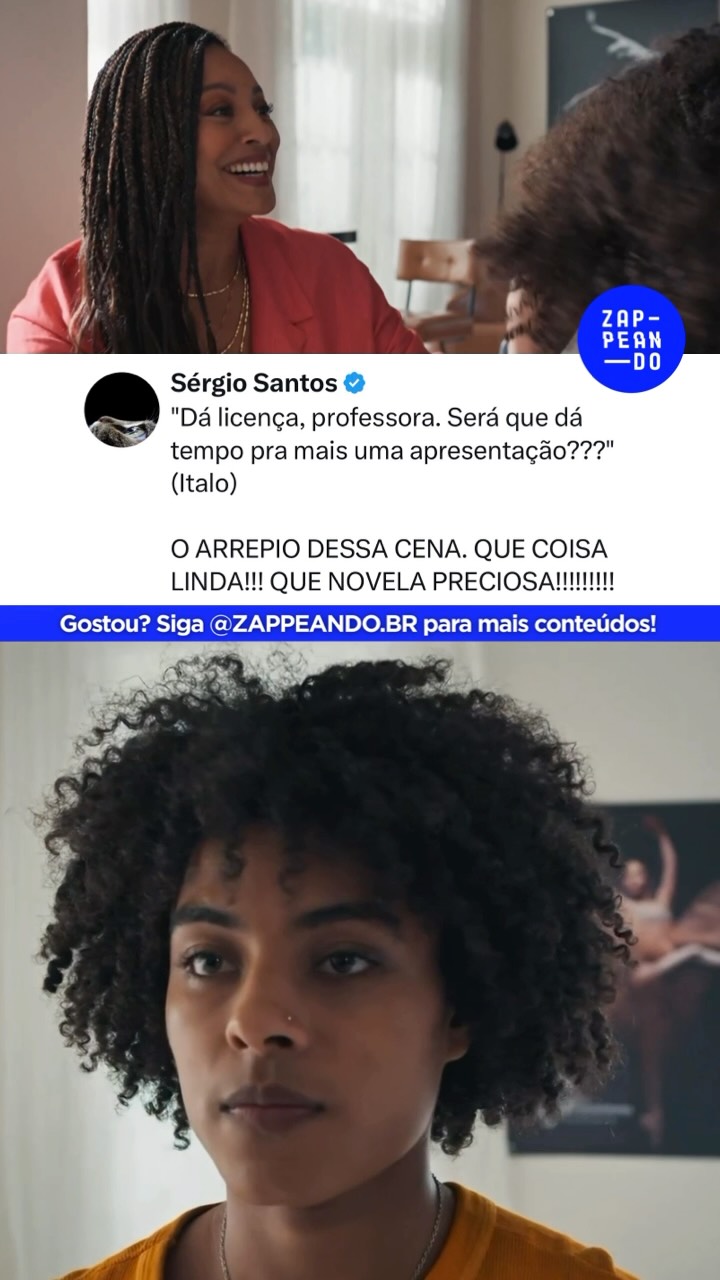 ZAP-
PEAN
—DO
Sérgio Santos
"Dá licença, professora. Será que dá
tempo pra mais uma apresentação???"
(Italo)
O ARREPIO DESSA CENA. QUE COISA
LINDA!!! QUE NOVELA PRECIOSA!!!!!!!!!
Gostou? Siga @ZAPPEANDO.BR para mais conteúdos!